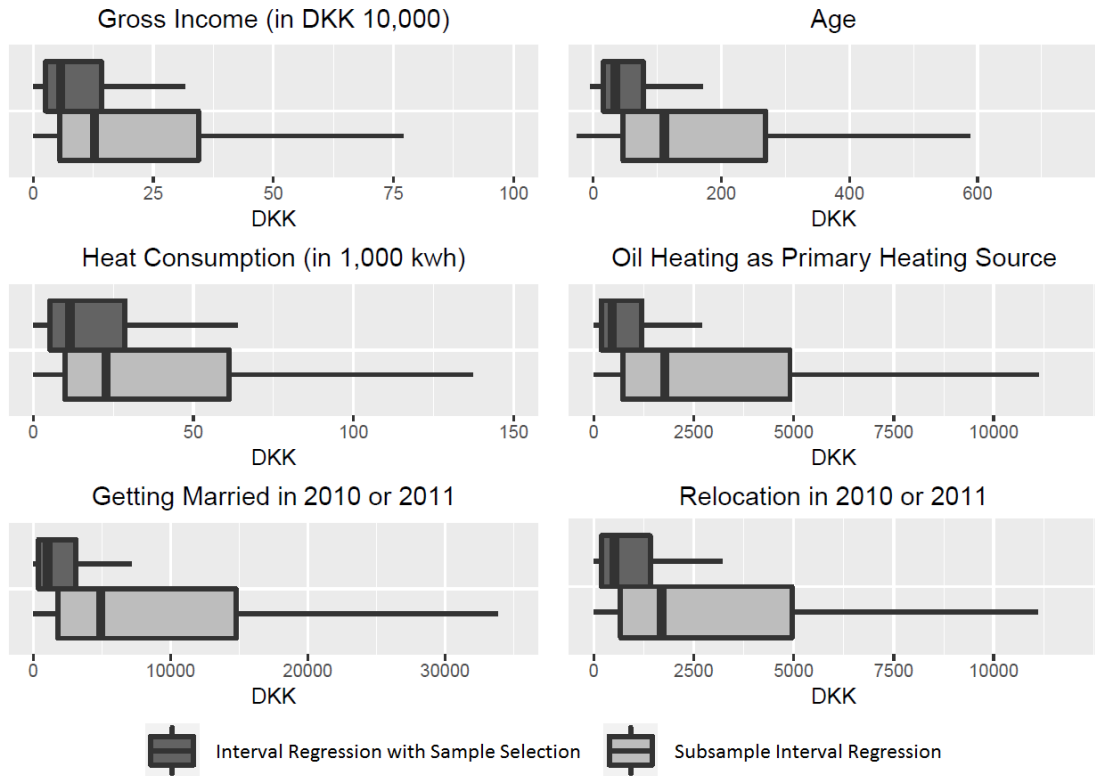 Gross Income (in DKK 10,000)
0 25 50 75 100
DKK
Age
0 200 400 600
DKK
Heat Consumption (in 1,000 kwh)
0 50 100 150
DKK
Oil Heating as Primary Heating Source
0 2500 5000 7500 10000
DKK
Getting Married in 2010 or 2011
0 10000 20000 30000
DKK
Relocation in 2010 or 2011
0 2500 5000 7500 10000
DKK
Interval Regression with Sample Selection
Subsample Interval Regression